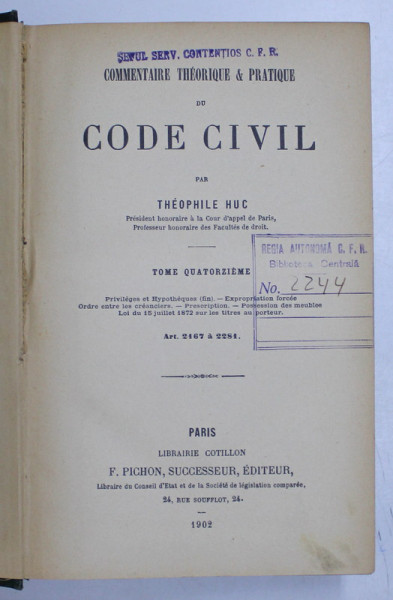 ȘEFUL SERV. CONTENȚIOS C. F. R.
COMMENTAIRE THÉORIQUE & PRATIQUE
DU
CODE CIVIL
PAR
THÉOPHILE HUC
Président honoraire à la Cour d'appel de Paris,
Professeur honoraire des Facultés de droit.
REGIA AUTONOMĂ C. F. R.
Biblioteca Centrală
No. 2244
TOME QUATORZIÈME
Privilèges et Hypothèques (fin). — Expropriation forcée
Ordre entre les créanciers. — Prescription. — Possession des meubles
Loi du 15 juillet 1872 sur les titres au porteur.
Art. 2167 à 2281.
PARIS
LIBRAIRIE COTILLON
F. PICHON, SUCCESSEUR, ÉDITEUR,
Libraire du Conseil d'Etat et de la Société de législation comparée,
24, RUE SOUFFLOT, 24.
1902